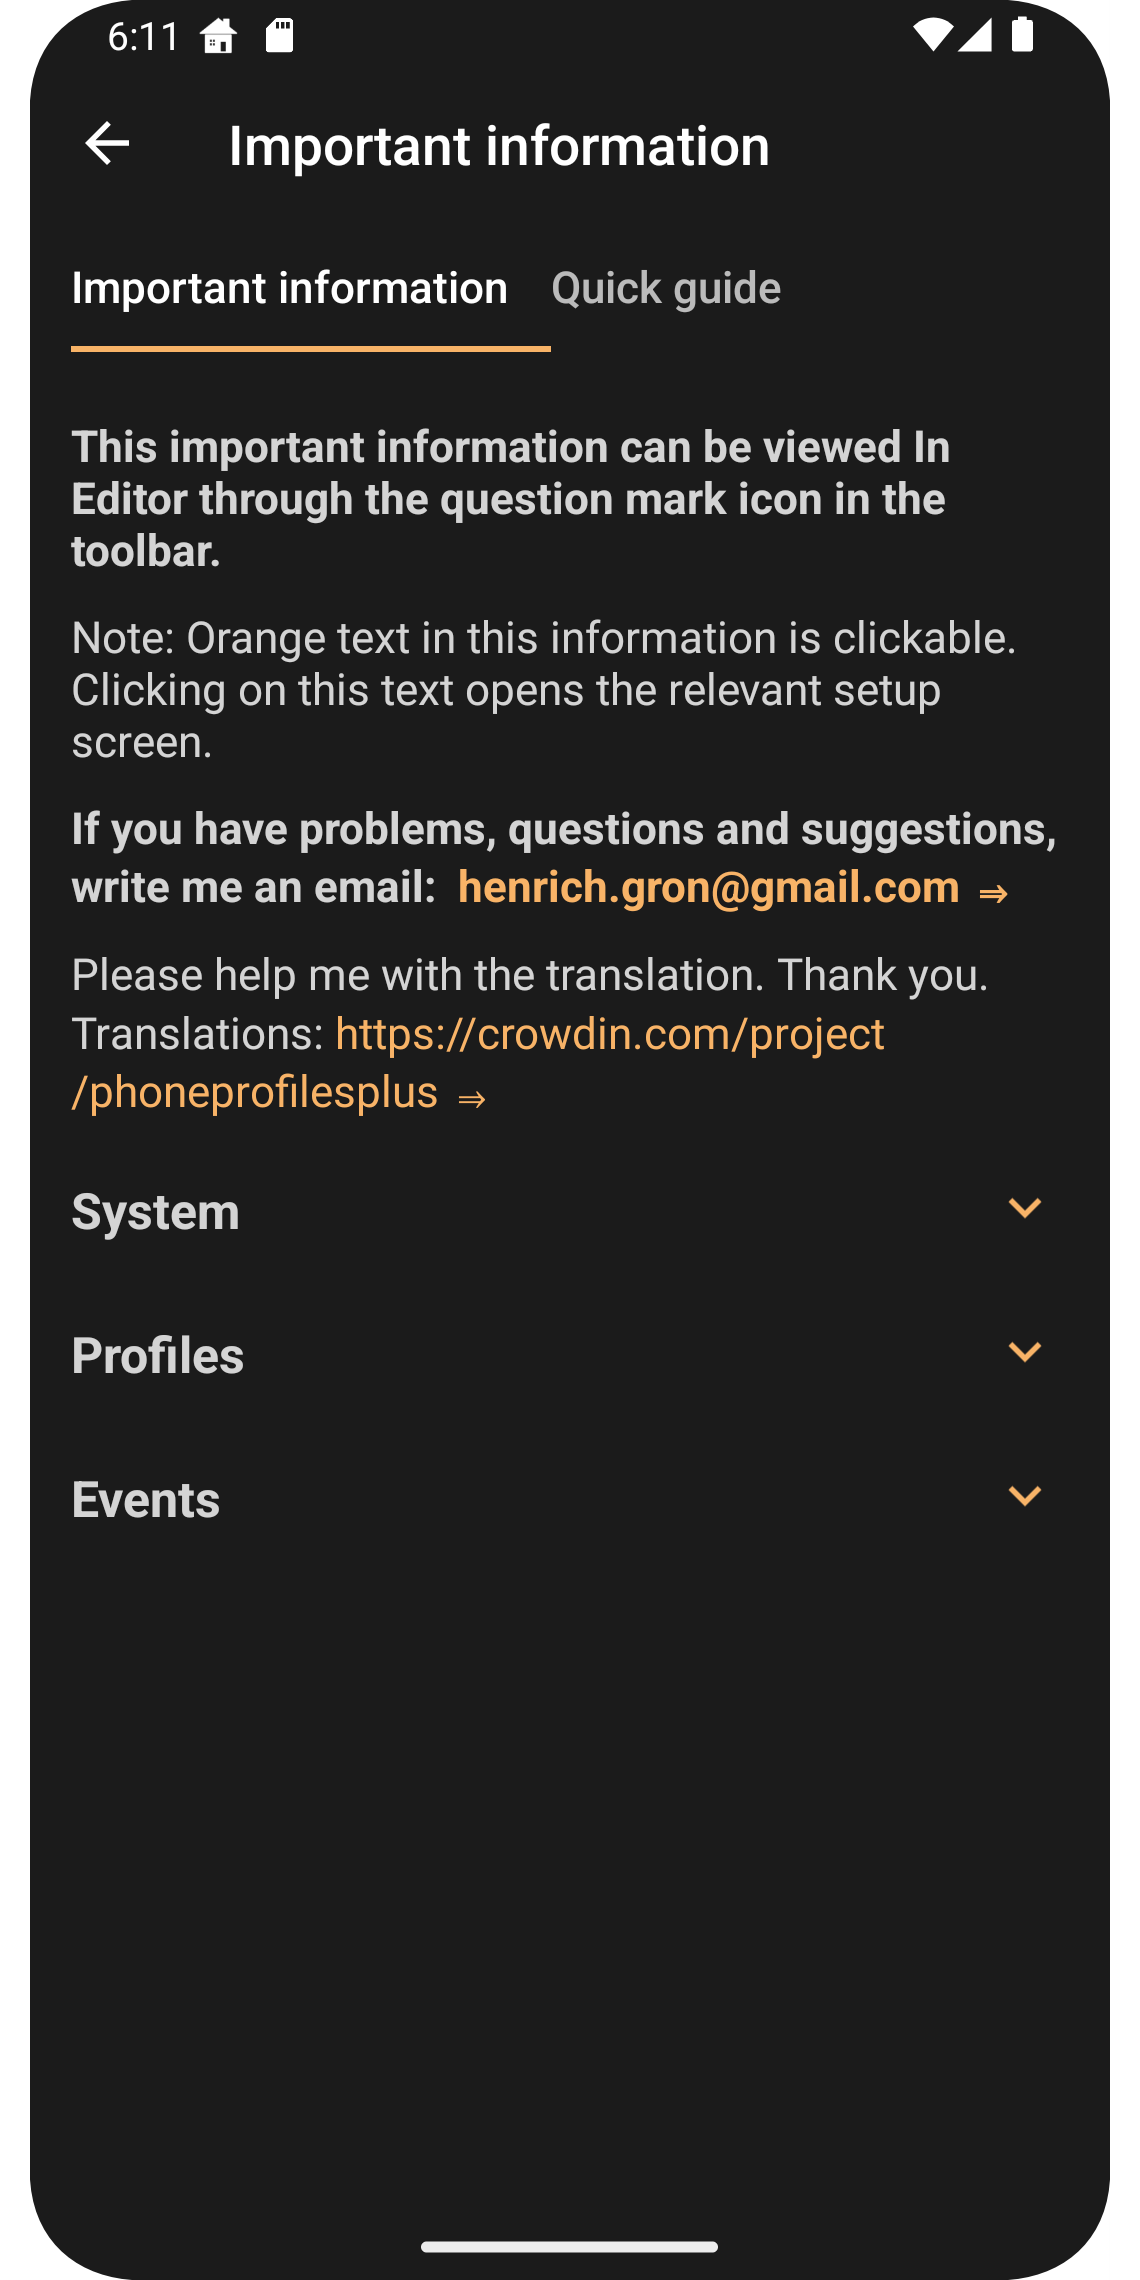 6:11
Important information
Important information
Quick guide
This important information can be viewed In
Editor through the question mark icon in the
toolbar.
Note: Orange text in this information is clickable.
Clicking on this text opens the relevant setup
screen.
If you have problems, questions and suggestions,
write me an email: henrich.gron@gmail.com ⇒
Please help me with the translation. Thank you.
Translations: https://crowdin.com/project
/phoneprofilesplus ⇒
System
Profiles
Events